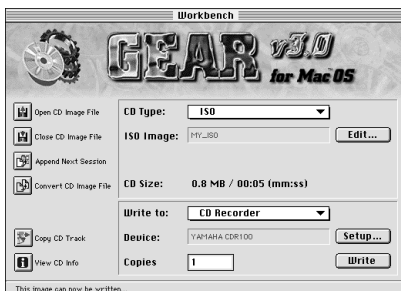 Workbench
GEAR v3.0
for Mac OS
Open CD Image File
Close CD Image File
Append Next Session
Convert CD Image File
CD Type: ISO
ISO Image: MY_ISO Edit...
CD Size: 0.8 MB / 00:05 (mm:ss)
Copy CD Track
View CD Info
Write to: CD Recorder
Device: YAMAHA CDR100 Setup...
Copies 1 Write
This image can now be written.